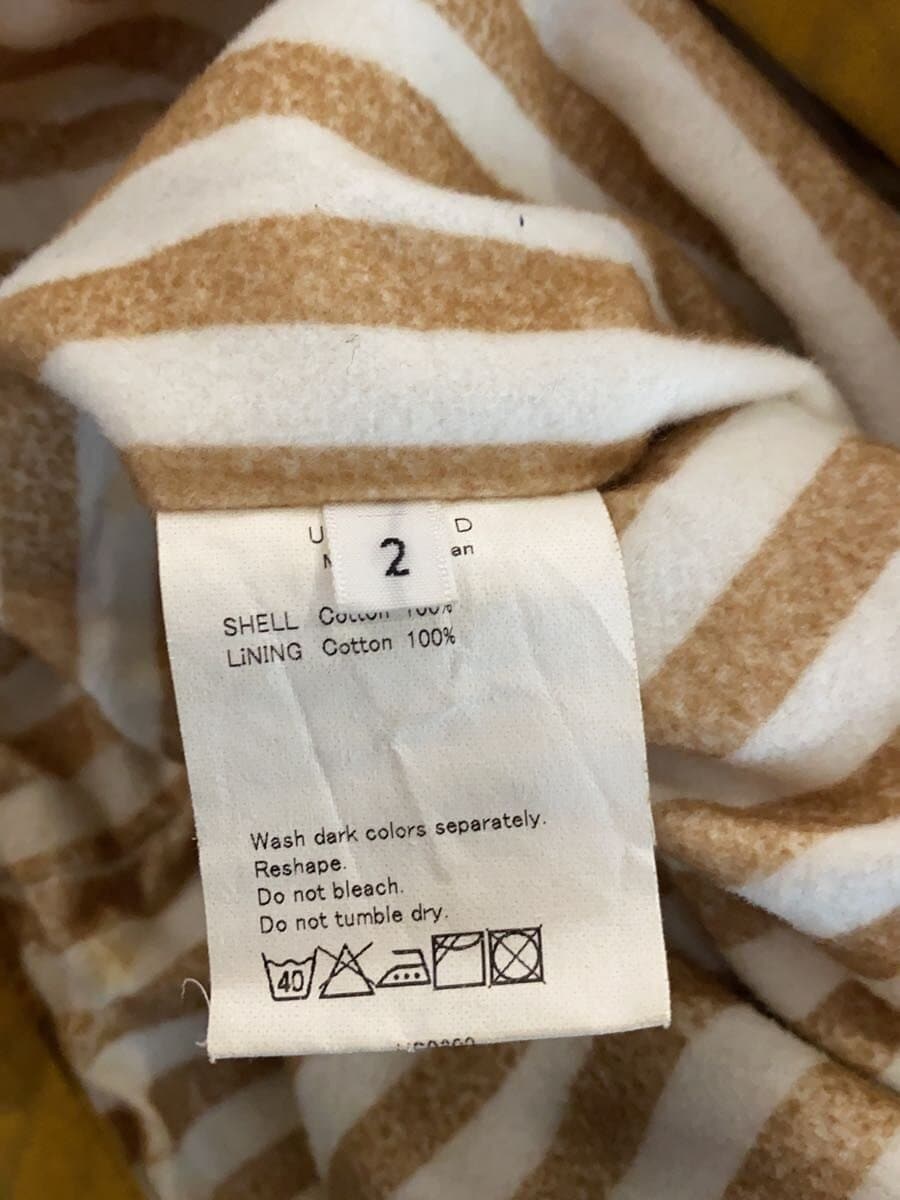 U D
2
an
SHELL Cotton 100%
LiNING Cotton 100%
Wash dark colors separately.
Reshape.
Do not bleach.
Do not tumble dry.
40